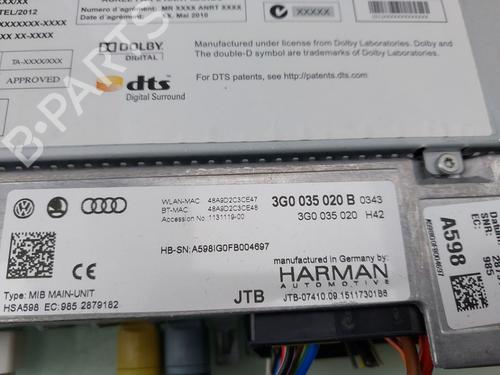 TEL/2012
Numéro d'agrément: MR XXXX ANRT XXXX
Date d'agrément: XX, Mai 2010
XXXXX
XX xx-xxxx
TA-XXXX/XXX
APPROVED
DOLBY
DIGITAL
Manufactured under license from Dolby Laboratories. Dolby and
The double-D symbol are trademarks of Dolby Laboratories.
dts
Digital Surround
For DTS patents, see http://patents.dts.com
B-PARTS
WLAN-MAC: 48A9D2C3CE47
BT-MAC: 48A9D2C3CE48
Accession No: 1131119-00
3G0 035 020 B 0343
3G0 035 020 H42
HB-SN: A598IG0FB004697
manufactured in Germany by:
HARMAN
AUTOMOTIVE
Type: MIB MAIN-UNIT
HSA598 EC: 985 2879182
JTB
JTB-07410.09.1511730186
A598
985